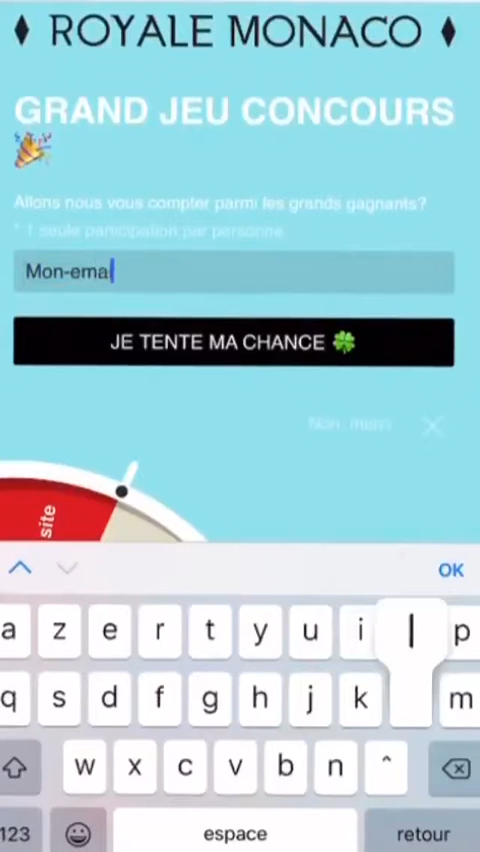 ♦ ROYALE MONACO ♦
GRAND JEU CONCOURS
🎉
Allons nous vous compter parmi les grands gagnants?
* 1 seule participation par personne
Mon-ema
JE TENTE MA CHANCE 🍀
Non, merci
site
OK
a z e r t y u i l p
q s d f g h j k m
w x c v b n ^
123 espace retour